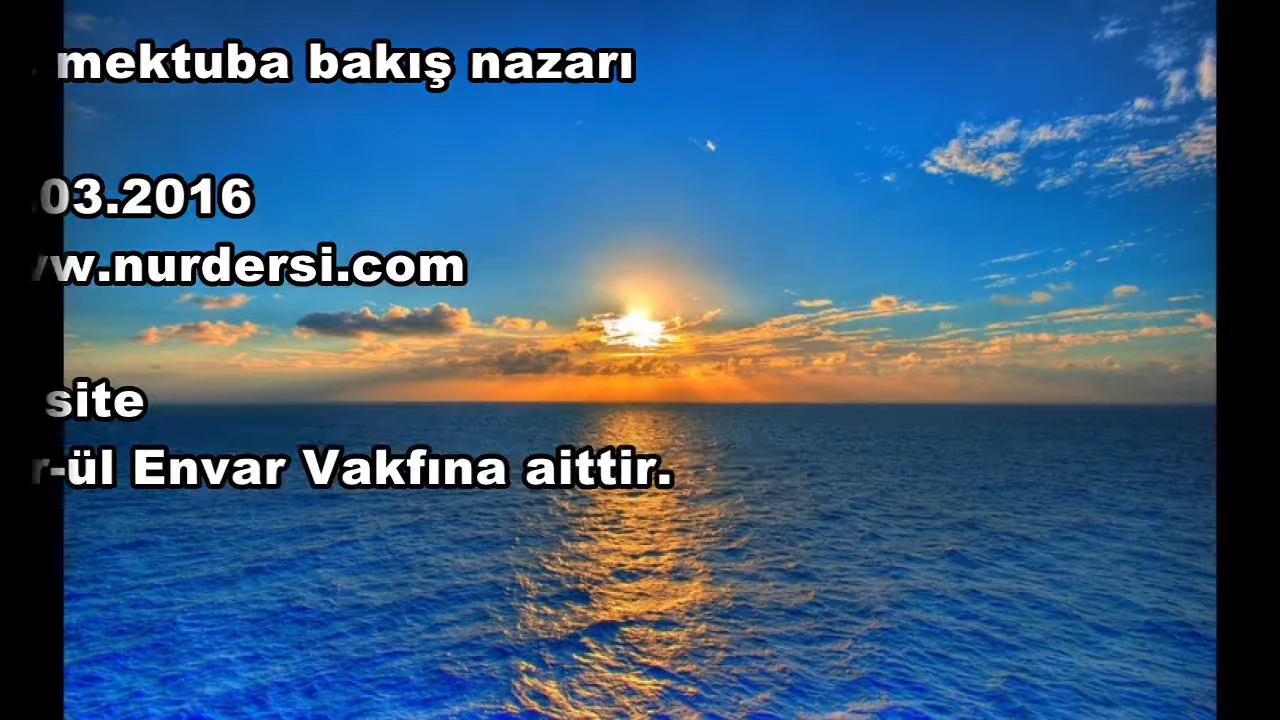 mektuba bakış nazarı
.03.2016
w.nurdersi.com
site
r-ül Envar Vakfına aittir.